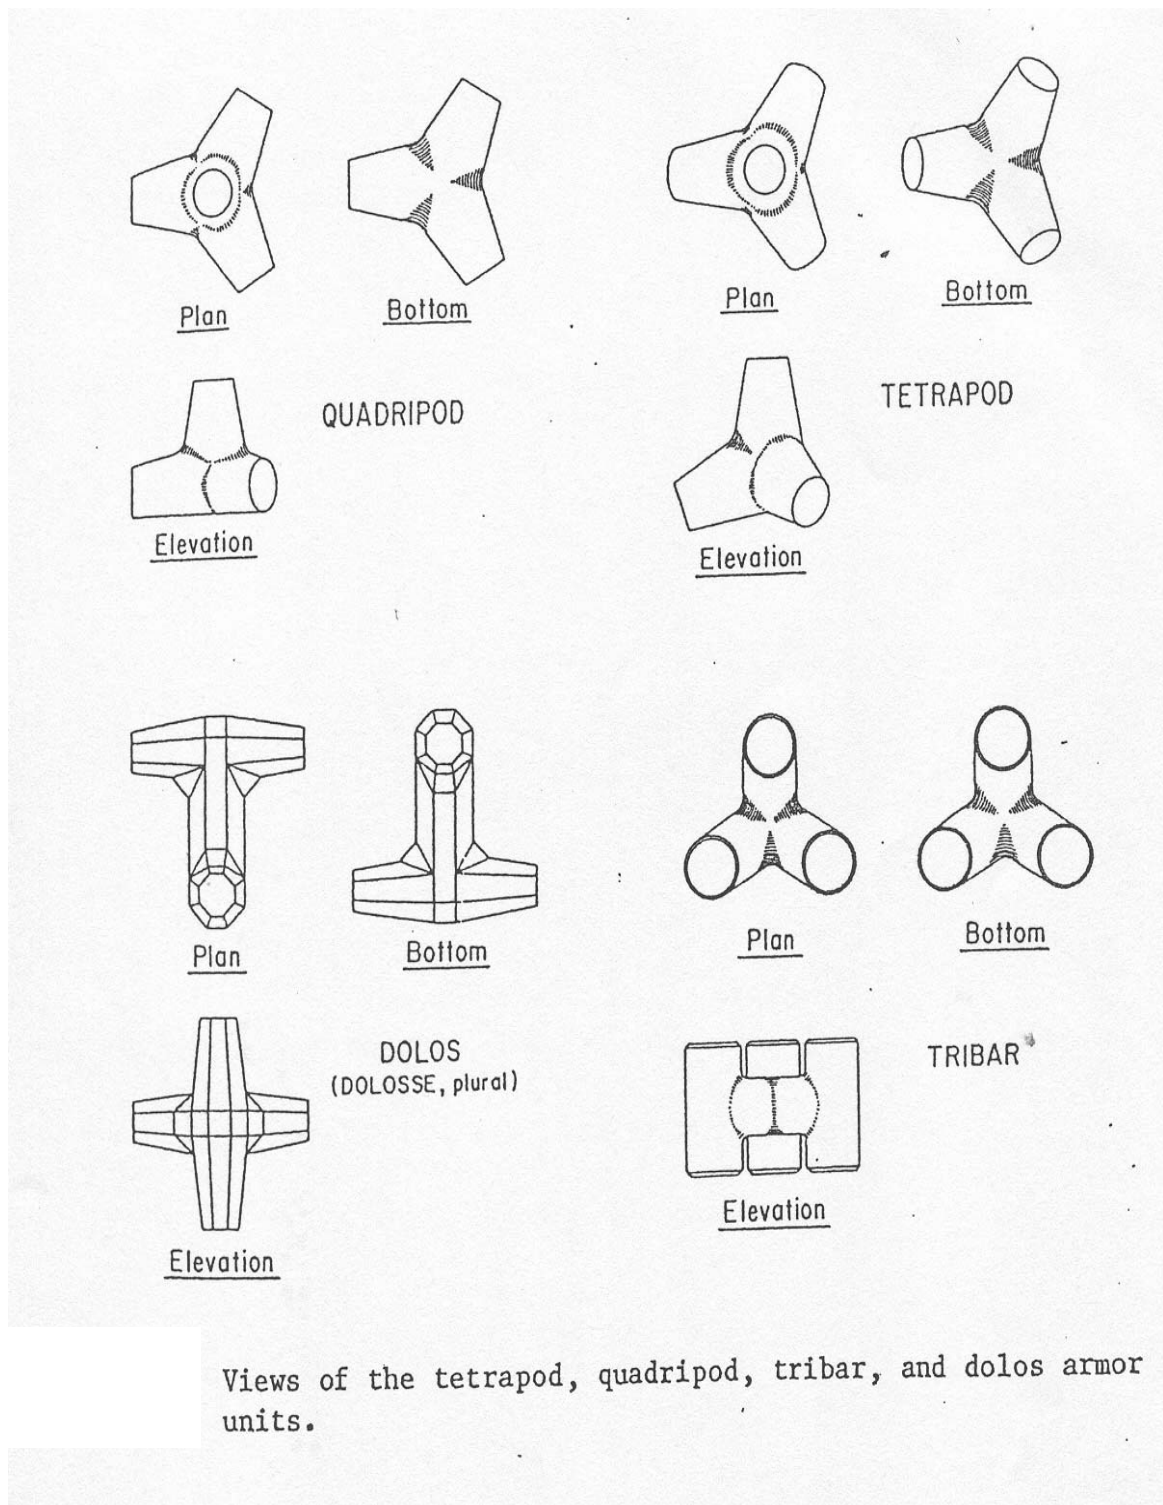 Plan
Bottom
Plan
Bottom
QUADRIPOD
TETRAPOD
Elevation
Elevation
Plan
Bottom
Plan
Bottom
DOLOS
(DOLOSSE, plural)
TRIBAR
Elevation
Elevation
Views of the tetrapod, quadripod, tribar, and dolos armor
units.